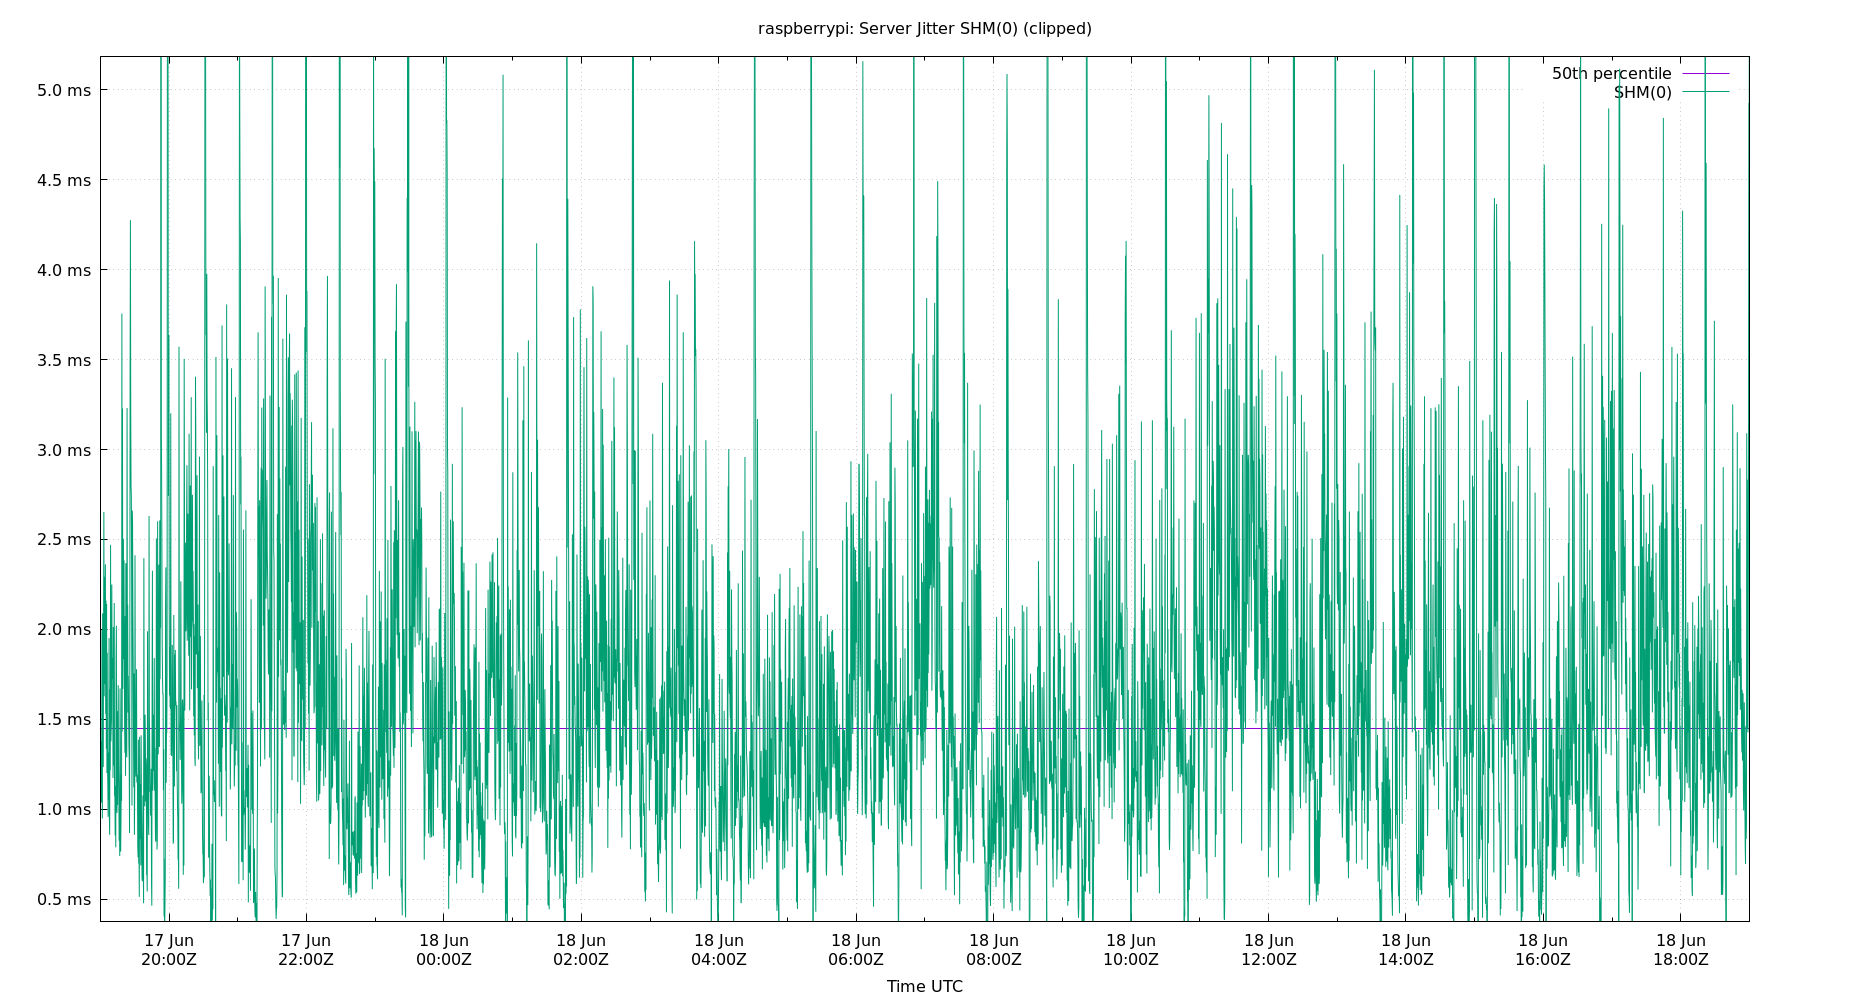 raspberrypi: Server Jitter SHM(0) (clipped)
50th percentile
SHM(0)
5.0 ms
4.5 ms
4.0 ms
3.5 ms
3.0 ms
2.5 ms
2.0 ms
1.5 ms
1.0 ms
0.5 ms
17 Jun 17 Jun 18 Jun 18 Jun 18 Jun 18 Jun 18 Jun 18 Jun 18 Jun 18 Jun 18 Jun 18 Jun
20:00Z 22:00Z 00:00Z 02:00Z 04:00Z 06:00Z 08:00Z 10:00Z 12:00Z 14:00Z 16:00Z 18:00Z
Time UTC